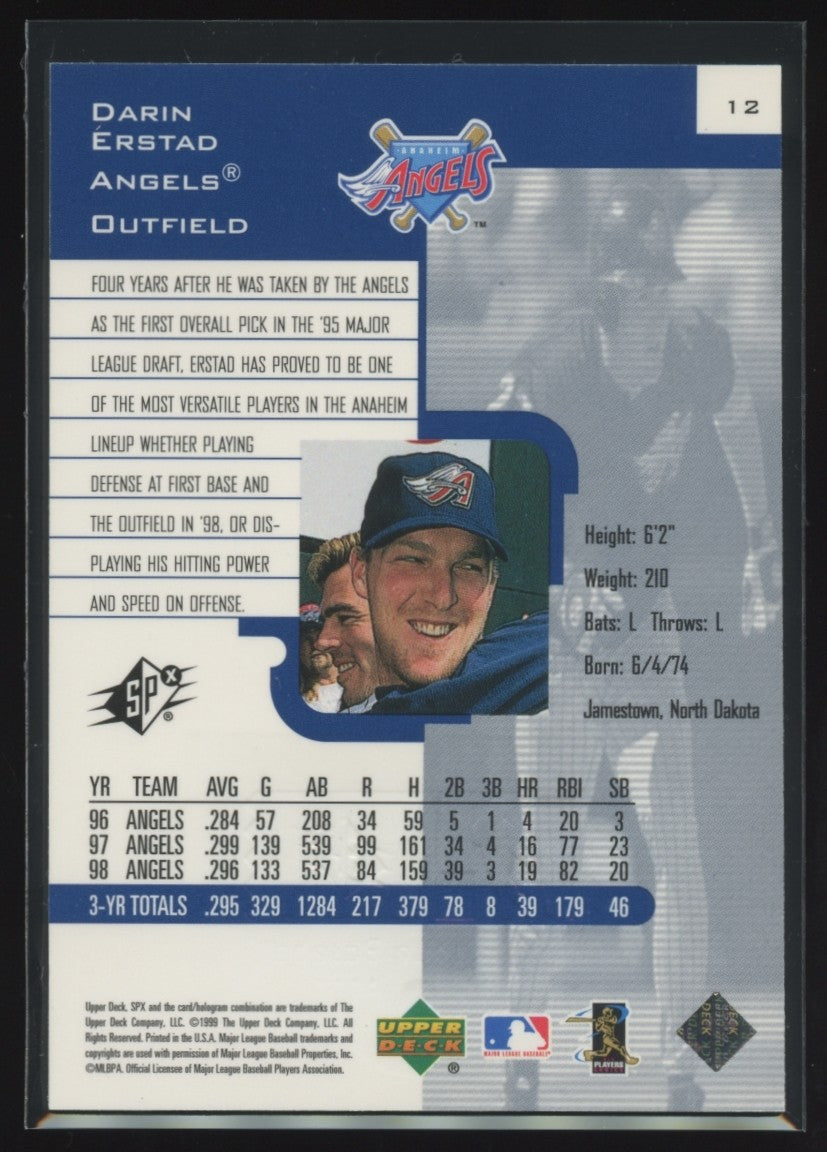 DARIN
ÉRSTAD
ANGELS®
OUTFIELD
ANAHEIM
ANGELS
™
12
FOUR YEARS AFTER HE WAS TAKEN BY THE ANGELS
AS THE FIRST OVERALL PICK IN THE '95 MAJOR
LEAGUE DRAFT, ERSTAD HAS PROVED TO BE ONE
OF THE MOST VERSATILE PLAYERS IN THE ANAHEIM
LINEUP WHETHER PLAYING
DEFENSE AT FIRST BASE AND
THE OUTFIELD IN '98, OR DIS-
PLAYING HIS HITTING POWER
AND SPEED ON OFFENSE.
A
Height: 6'2"
Weight: 210
Bats: L Throws: L
Born: 6/4/74
Jamestown, North Dakota
SPX®
YR TEAM AVG G AB R H 2B 3B HR RBI SB
96 ANGELS .284 57 208 34 59 5 1 4 20 3
97 ANGELS .299 139 539 99 161 34 4 16 77 23
98 ANGELS .296 133 537 84 159 39 3 19 82 20
3-YR TOTALS .295 329 1284 217 379 78 8 39 179 46
Upper Deck, SPX and the card/hologram combination are trademarks of The
Upper Deck Company, LLC. ©1999 The Upper Deck Company, LLC. All
Rights Reserved. Printed in the U.S.A. Major League Baseball trademarks and
copyrights are used with permission of Major League Baseball Properties, Inc.
©MLBPA. Official Licensee of Major League Baseball Players Association.
UPPER
D·E·C·K
®
MAJOR LEAGUE BASEBALL
PLAYERS
DECK